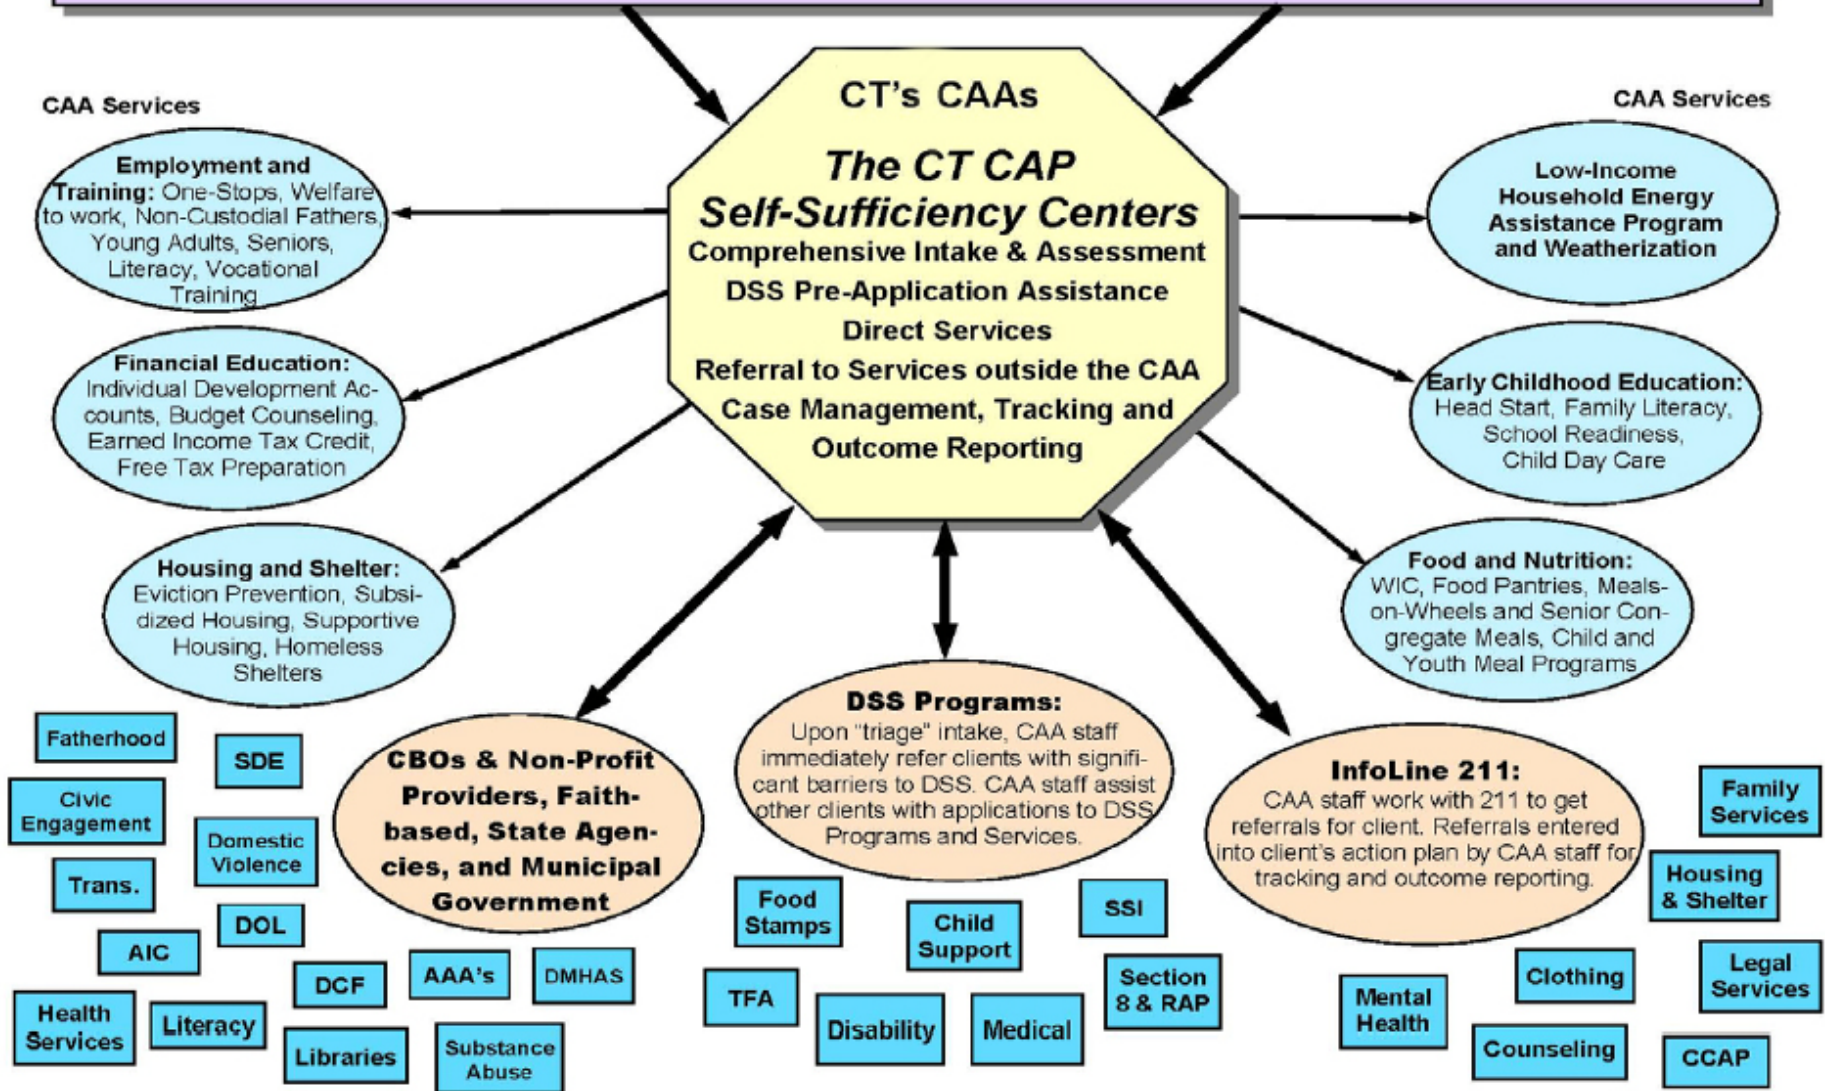 CAA Services
Employment and
Training: One-Stops, Welfare
to work, Non-Custodial Fathers,
Young Adults, Seniors,
Literacy, Vocational
Training
Financial Education:
Individual Development Ac-
counts, Budget Counseling,
Earned Income Tax Credit,
Free Tax Preparation
Housing and Shelter:
Eviction Prevention, Subsi-
dized Housing, Supportive
Housing, Homeless
Shelters
CT's CAAs
The CT CAP
Self-Sufficiency Centers
Comprehensive Intake & Assessment
DSS Pre-Application Assistance
Direct Services
Referral to Services outside the CAA
Case Management, Tracking and
Outcome Reporting
CAA Services
Low-Income
Household Energy
Assistance Program
and Weatherization
Early Childhood Education:
Head Start, Family Literacy,
School Readiness,
Child Day Care
Food and Nutrition:
WIC, Food Pantries, Meals-
on-Wheels and Senior Con-
gregate Meals, Child and
Youth Meal Programs
CBOs & Non-Profit
Providers, Faith-
based, State Agen-
cies, and Municipal
Government
DSS Programs:
Upon "triage" intake, CAA staff
immediately refer clients with signifi-
cant barriers to DSS. CAA staff assist
other clients with applications to DSS
Programs and Services.
InfoLine 211:
CAA staff work with 211 to get
referrals for client. Referrals entered
into client's action plan by CAA staff for
tracking and outcome reporting.
Fatherhood
SDE
Civic
Engagement
Domestic
Violence
Trans.
DOL
AIC
DCF
AAA's
DMHAS
Health
Services
Literacy
Libraries
Substance
Abuse
Food
Stamps
Child
Support
SSI
TFA
Disability
Medical
Section
8 & RAP
Family
Services
Housing
& Shelter
Legal
Services
Clothing
Mental
Health
Counseling
CCAP